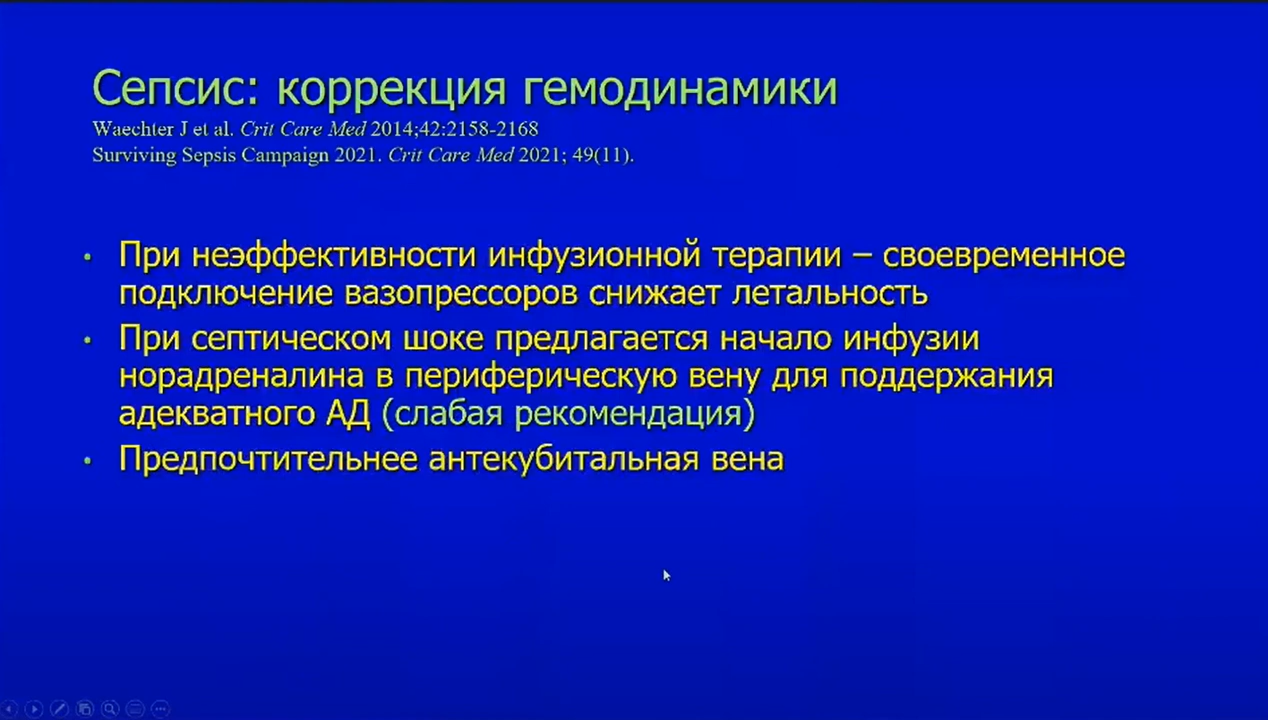 Сепсис: коррекция гемодинамики
Waechter J et al. Crit Care Med 2014;42:2158-2168
Surviving Sepsis Campaign 2021. Crit Care Med 2021; 49(11).
• При неэффективности инфузионной терапии – своевременное
подключение вазопрессоров снижает летальность
• При септическом шоке предлагается начало инфузии
норадреналина в периферическую вену для поддержания
адекватного АД (слабая рекомендация)
• Предпочтительнее антекубитальная вена